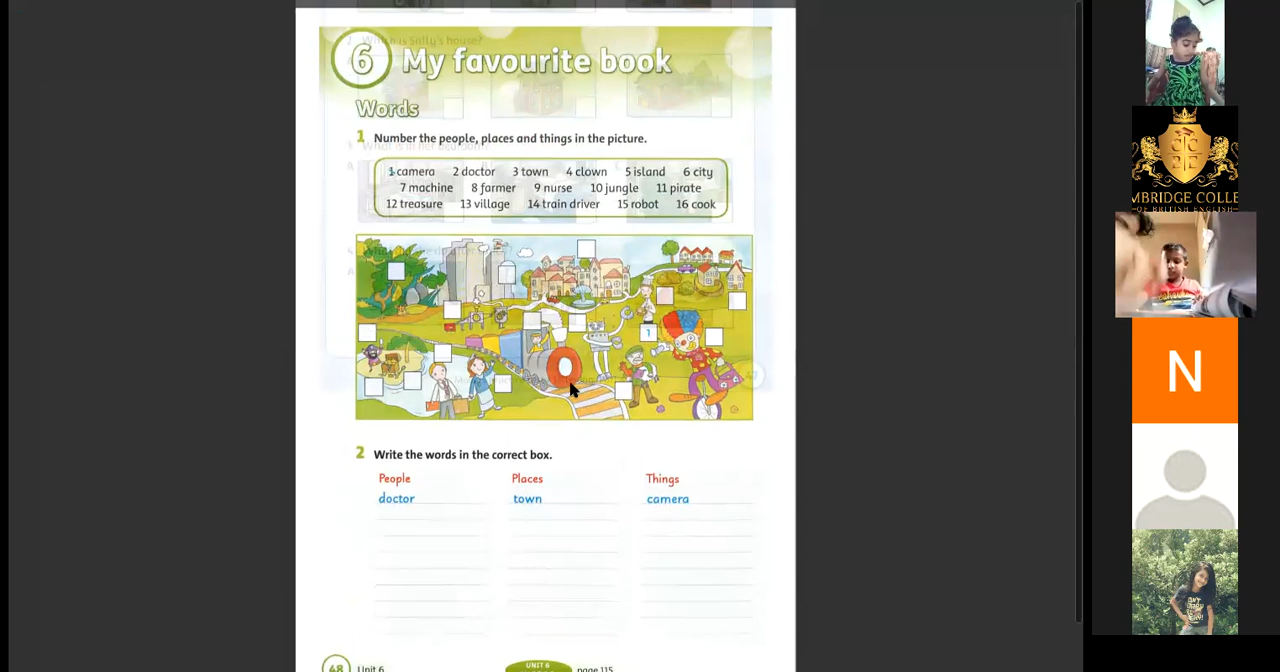 6 My favourite book
Words
1 Number the people, places and things in the picture.
1 camera 2 doctor 3 town 4 clown 5 island 6 city
7 machine 8 farmer 9 nurse 10 jungle 11 pirate
12 treasure 13 village 14 train driver 15 robot 16 cook
1
2 Write the words in the correct box.
People Places Things
doctor town camera
48 Unit 6
UNIT 6
page 115
MBRIDGE COLLE
OF BRITISH ENGLISH
N